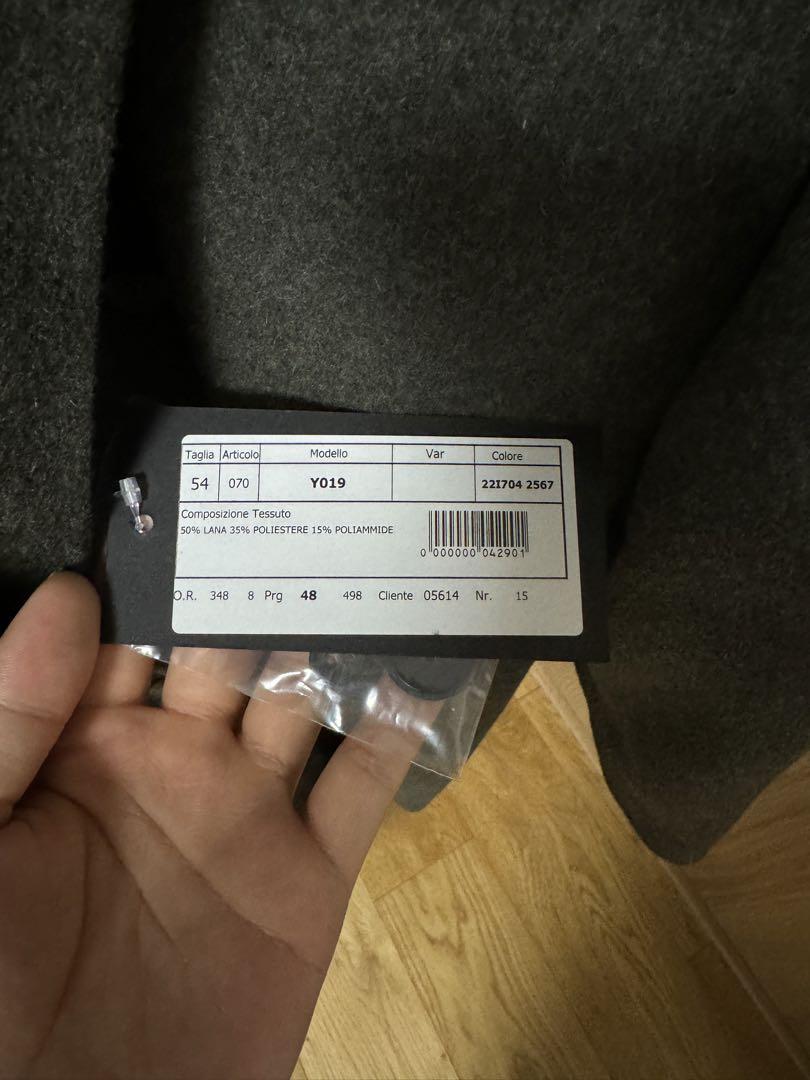 Taglia Articolo Modello Var Colore
54 070 Y019 22I704 2567
Composizione Tessuto
50% LANA 35% POLIESTERE 15% POLIAMMIDE
0 000000 042901
O.R. 348 8 Prg 48 498 Cliente 05614 Nr. 15